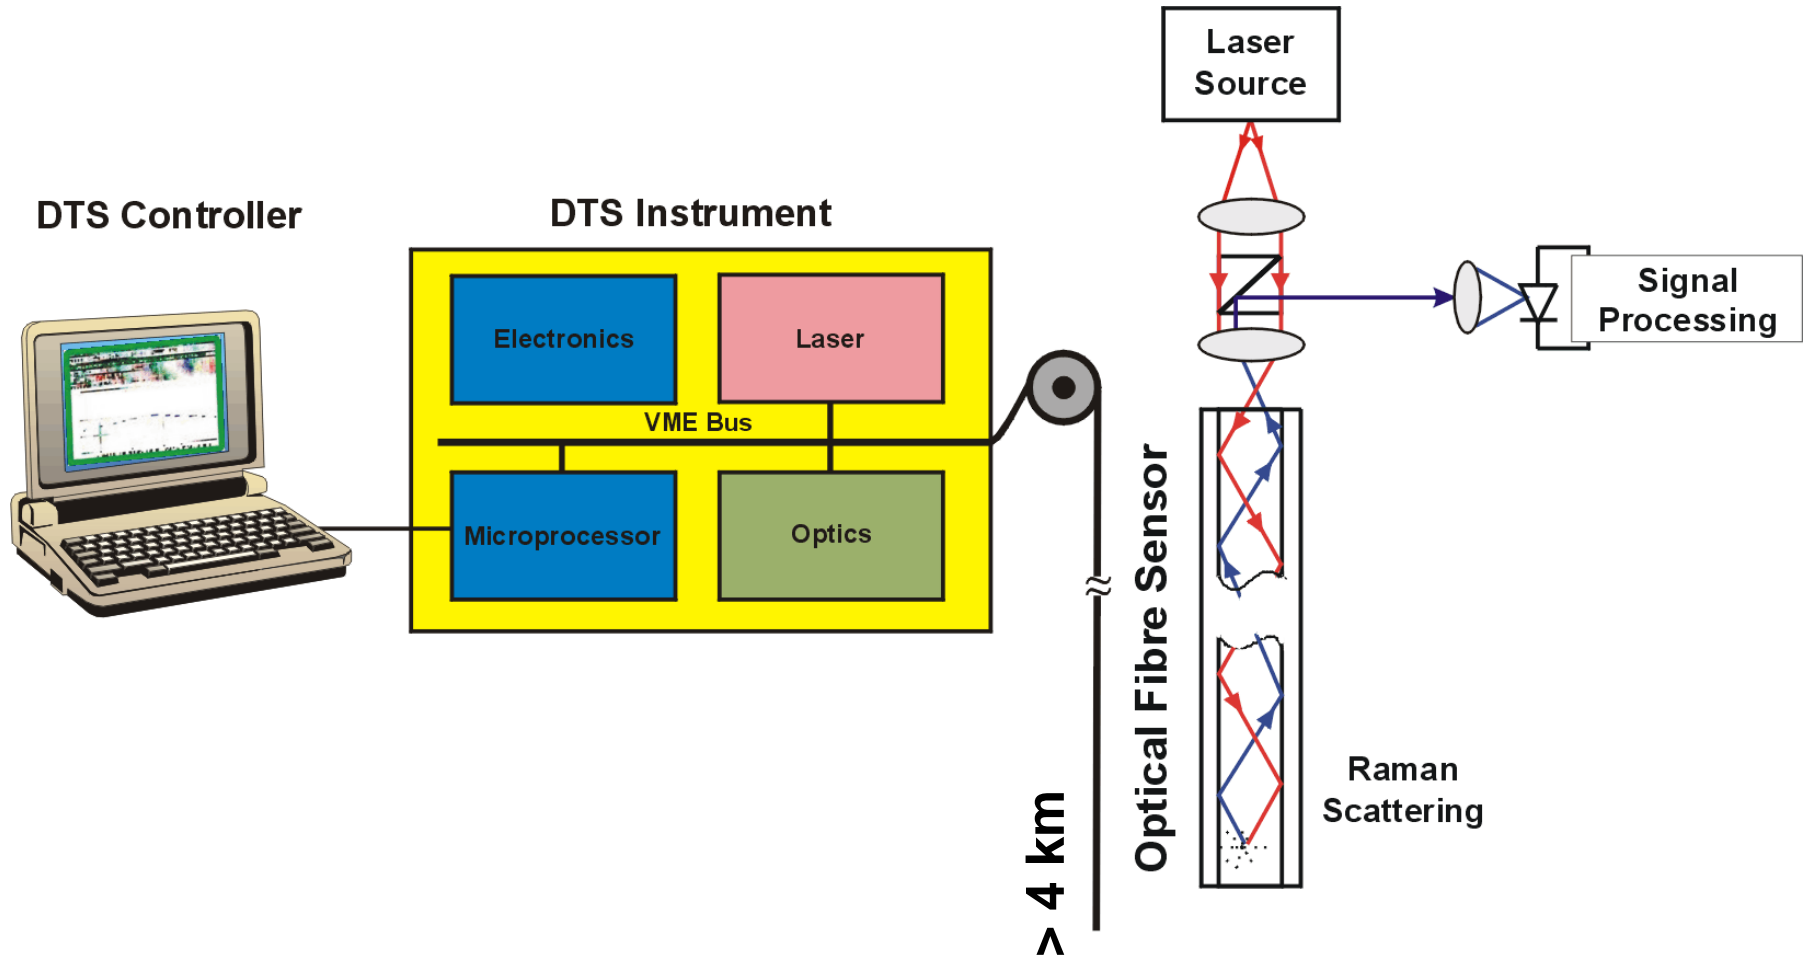 Laser
Source
DTS Controller
DTS Instrument
Electronics
Laser
VME Bus
Microprocessor
Optics
Signal
Processing
Optical Fibre Sensor
> 4 km
Raman
Scattering